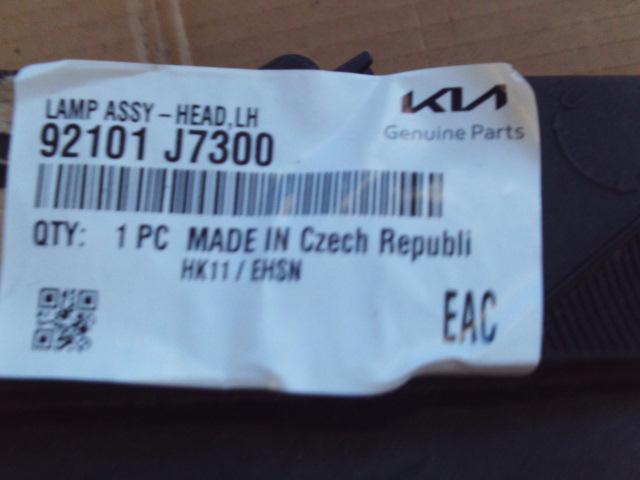 LAMP ASSY-HEAD,LH
KIA
Genuine Parts
92101 J7300
QTY: 1 PC MADE IN Czech Republi
HK11 / EHSN
EAC